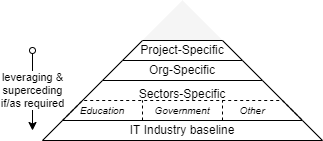 Project-Specific
Org-Specific
leveraging &
superceding
if/as required
Sectors-Specific
Education
Government
Other
IT Industry baseline